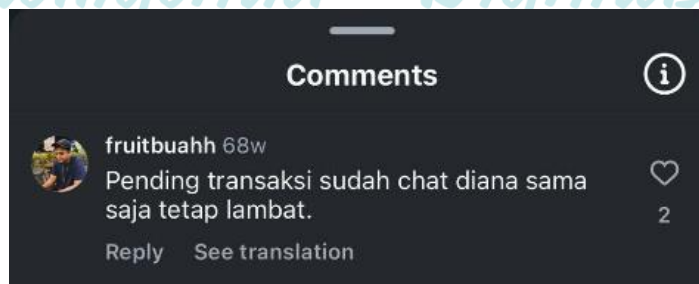 Comments
fruitbuahh 68w
Pending transaksi sudah chat diana sama
saja tetap lambat.
2
Reply See translation